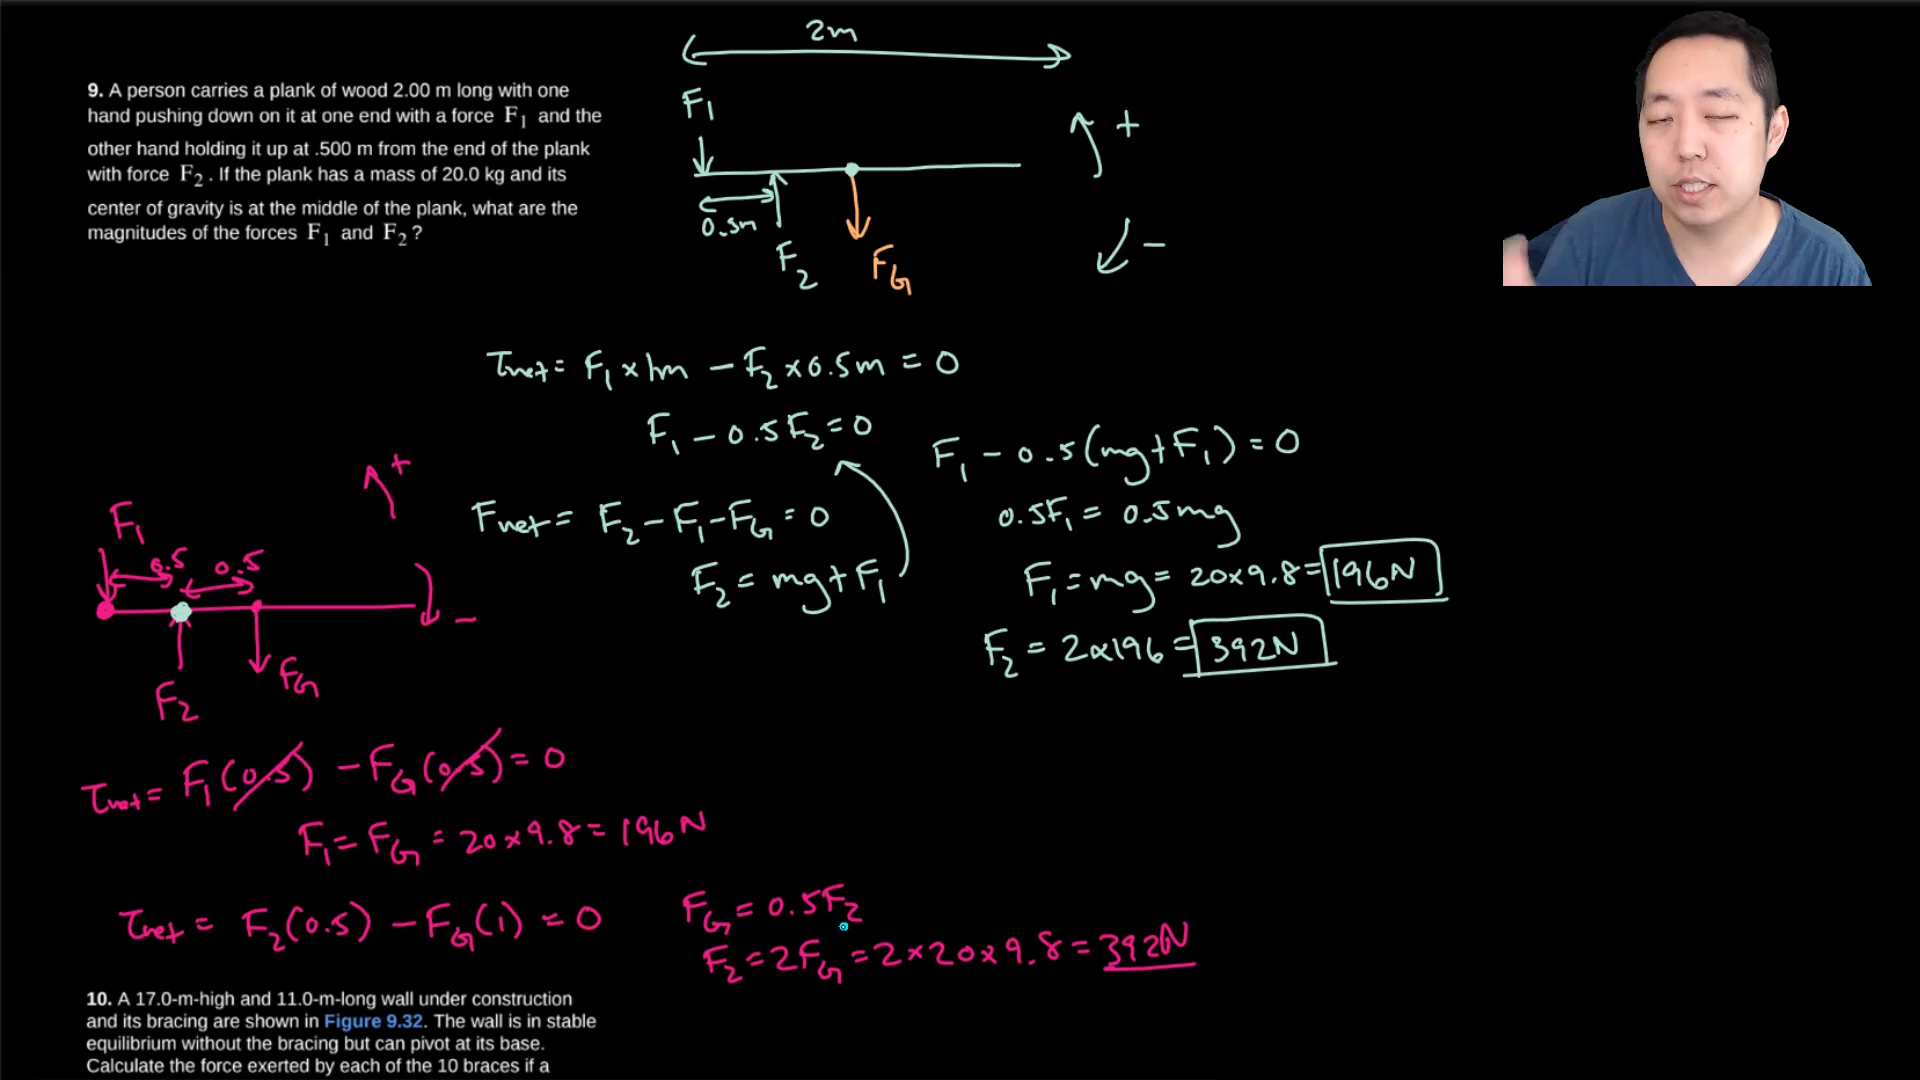 9. A person carries a plank of wood 2.00 m long with one
hand pushing down on it at one end with a force F₁ and the
other hand holding it up at .500 m from the end of the plank
with force F₂. If the plank has a mass of 20.0 kg and its
center of gravity is at the middle of the plank, what are the
magnitudes of the forces F₁ and F₂?
2m
F₁
0.5m
F₂
F_G
+
−
τnet = F₁ × 1m − F₂ × 0.5m = 0
F₁ − 0.5F₂ = 0
Fnet = F₂ − F₁ − F_G = 0
F₂ = mg + F₁
F₁ − 0.5(mg + F₁) = 0
0.5F₁ = 0.5mg
F₁ = mg = 20×9.8 = 196N
F₂ = 2×196 = 392N
+
F₁
0.5 0.5
−
F₂
F_G
τnet = F₁(0.5) − F_G(0.5) = 0
F₁ = F_G = 20×9.8 = 196N
τnet = F₂(0.5) − F_G(1) = 0
F_G = 0.5F₂
F₂ = 2F_G = 2×20×9.8 = 392N
10. A 17.0-m-high and 11.0-m-long wall under construction
and its bracing are shown in Figure 9.32. The wall is in stable
equilibrium without the bracing but can pivot at its base.
Calculate the force exerted by each of the 10 braces if a